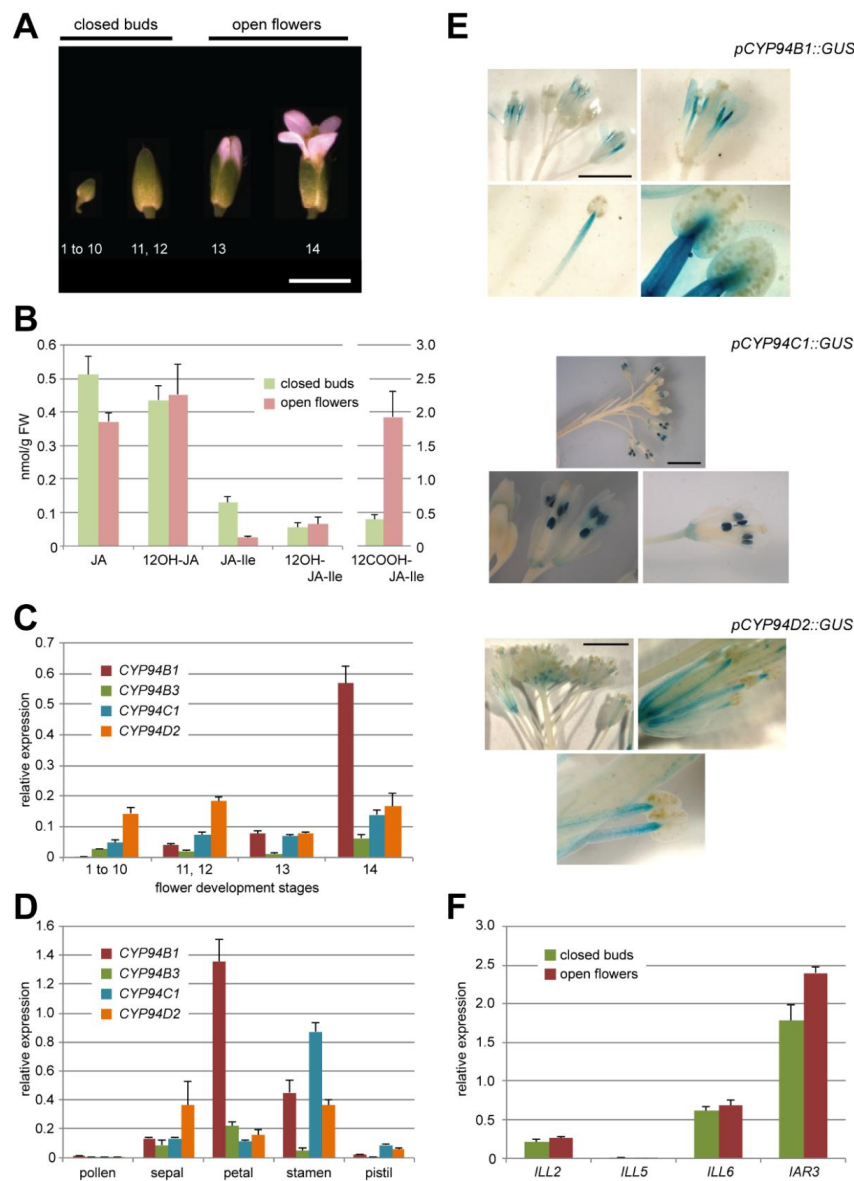 A
closed buds open flowers
1 to 10 11, 12 13 14
B
0.6 3.0
0.5 2.5
0.4 2.0
0.3 1.5
0.2 1.0
0.1 0.5
0 0
nmol/g FW
closed buds
open flowers
JA 12OH-JA JA-Ile 12OH- 12COOH-
JA-Ile JA-Ile
C
0.7
0.6
0.5
0.4
0.3
0.2
0.1
0
relative expression
CYP94B1
CYP94B3
CYP94C1
CYP94D2
1 to 10 11, 12 13 14
flower development stages
D
1.6
1.4
1.2
1.0
0.8
0.6
0.4
0.2
0
relative expression
CYP94B1
CYP94B3
CYP94C1
CYP94D2
pollen sepal petal stamen pistil
E
pCYP94B1::GUS
pCYP94C1::GUS
pCYP94D2::GUS
F
3.0
2.5
2.0
1.5
1.0
0.5
0
relative expression
closed buds
open flowers
ILL2 ILL5 ILL6 IAR3